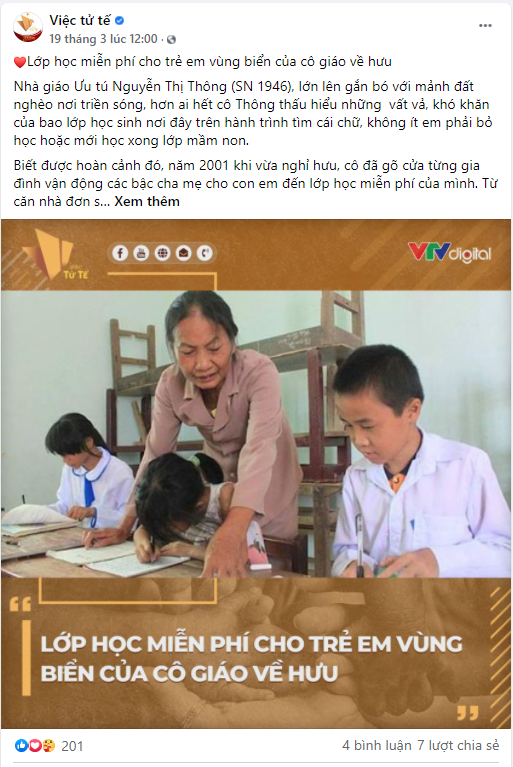 Việc tử tế
19 tháng 3 lúc 12:00
Lớp học miễn phí cho trẻ em vùng biển của cô giáo về hưu
Nhà giáo Ưu tú Nguyễn Thị Thông (SN 1946), lớn lên gắn bó với mảnh đất
nghèo nơi triền sóng, hơn ai hết cô Thông thấu hiểu những vất vả, khó khăn
của bao lớp học sinh nơi đây trên hành trình tìm cái chữ, không ít em phải bỏ
học hoặc mới học xong lớp mầm non.
Biết được hoàn cảnh đó, năm 2001 khi vừa nghỉ hưu, cô đã gõ cửa từng gia
đình vận động các bậc cha mẹ cho con em đến lớp học miễn phí của mình. Từ
căn nhà đơn s... Xem thêm
VIỆC
TỬ TẾ
VTVdigital
LỚP HỌC MIỄN PHÍ CHO TRẺ EM VÙNG
BIỂN CỦA CÔ GIÁO VỀ HƯU
201
4 bình luận 7 lượt chia sẻ